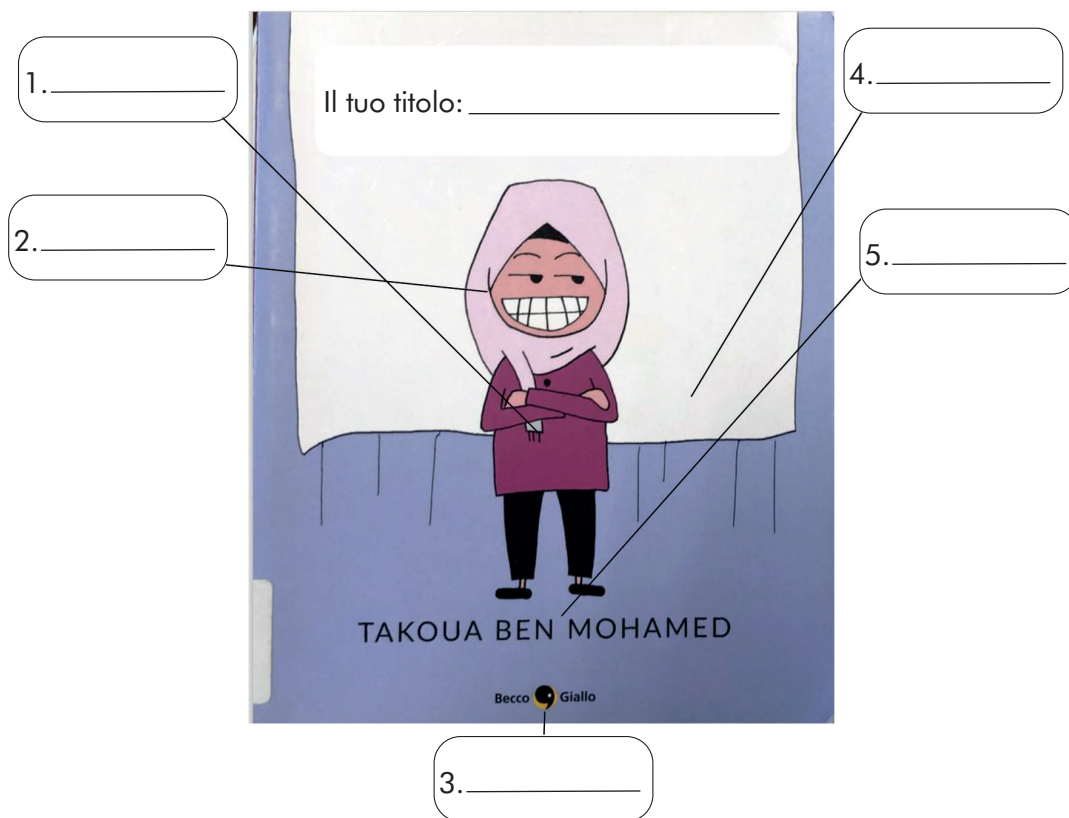 1.
4.
Il tuo titolo:
2.
5.
TAKOUA BEN MOHAMED
Becco Giallo
3.